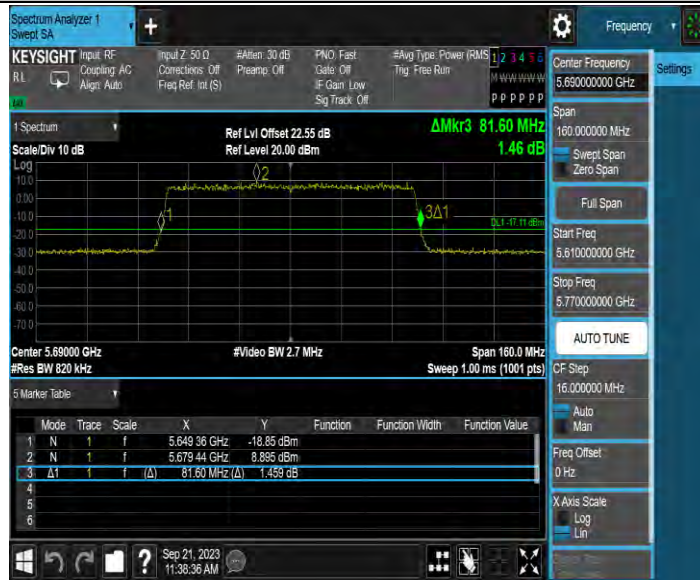 Spectrum Analyzer 1
Swept SA
+
Frequency
KEYSIGHT Input: RF
RL
Coupling: AC
Align: Auto
Input Z: 50 Ω
Corrections: Off
Freq Ref: Int (S)
#Atten: 30 dB
Preamp: Off
PNO: Fast
Gate: Off
IF Gain: Low
Sig Track: Off
#Avg Type: Power (RMS
Trig: Free Run
1 2 3 4 5 6
M W W W W W
P P P P P P
1 Spectrum
Scale/Div 10 dB
Ref Lvl Offset 22.55 dB
Ref Level 20.00 dBm
ΔMkr3 81.60 MHz
1.46 dB
Log
10.0
0.00
-10.0
-20.0
-30.0
-40.0
-50.0
-60.0
-70.0
2
1
3Δ1
DL1 -17.11 dBm
Center 5.69000 GHz
#Res BW 820 kHz
#Video BW 2.7 MHz
Span 160.0 MHz
Sweep 1.00 ms (1001 pts)
5 Marker Table
Mode Trace Scale X Y Function Function Width Function Value
1 N 1 f 5.649 36 GHz -18.85 dBm
2 N 1 f 5.679 44 GHz 8.895 dBm
3 Δ1 1 f (Δ) 81.60 MHz (Δ) 1.459 dB
4
5
6
Sep 21, 2023
11:38:36 AM
?
Center Frequency
5.690000000 GHz
Settings
Span
160.000000 MHz
Swept Span
Zero Span
Full Span
Start Freq
5.610000000 GHz
Stop Freq
5.770000000 GHz
AUTO TUNE
CF Step
16.000000 MHz
Auto
Man
Freq Offset
0 Hz
X Axis Scale
Log
Lin